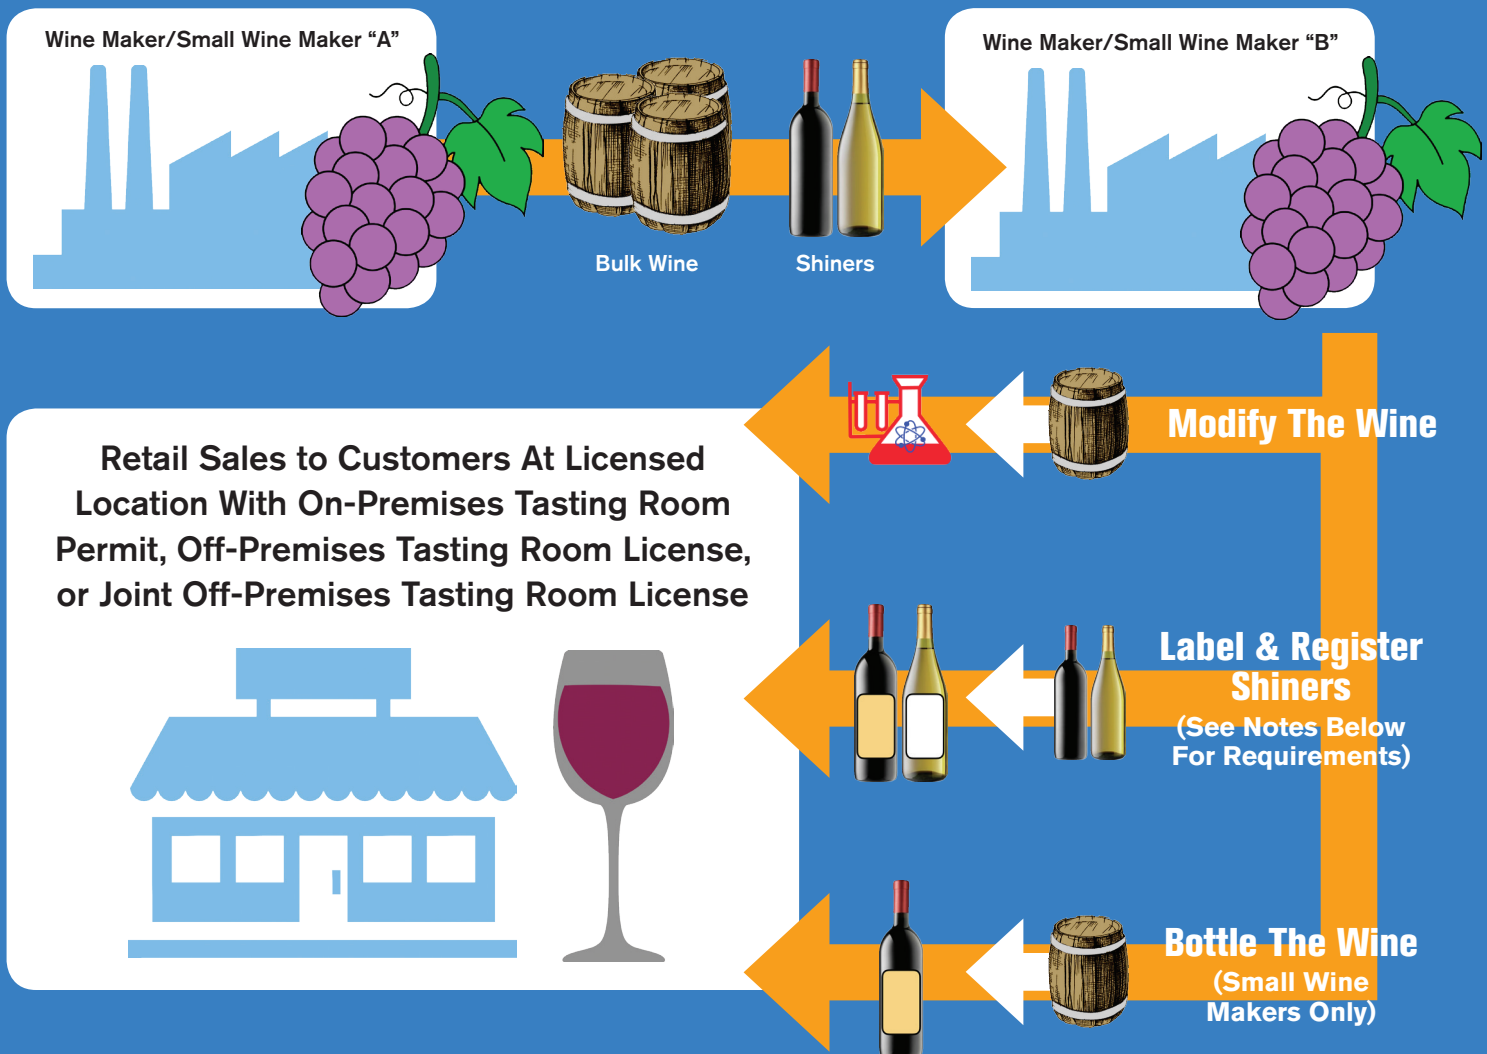 Wine Maker/Small Wine Maker “A”
Wine Maker/Small Wine Maker “B”
Bulk Wine
Shiners
Modify The Wine
Retail Sales to Customers At Licensed
Location With On-Premises Tasting Room
Permit, Off-Premises Tasting Room License,
or Joint Off-Premises Tasting Room License
Label & Register
Shiners
(See Notes Below
For Requirements)
Bottle The Wine
(Small Wine
Makers Only)